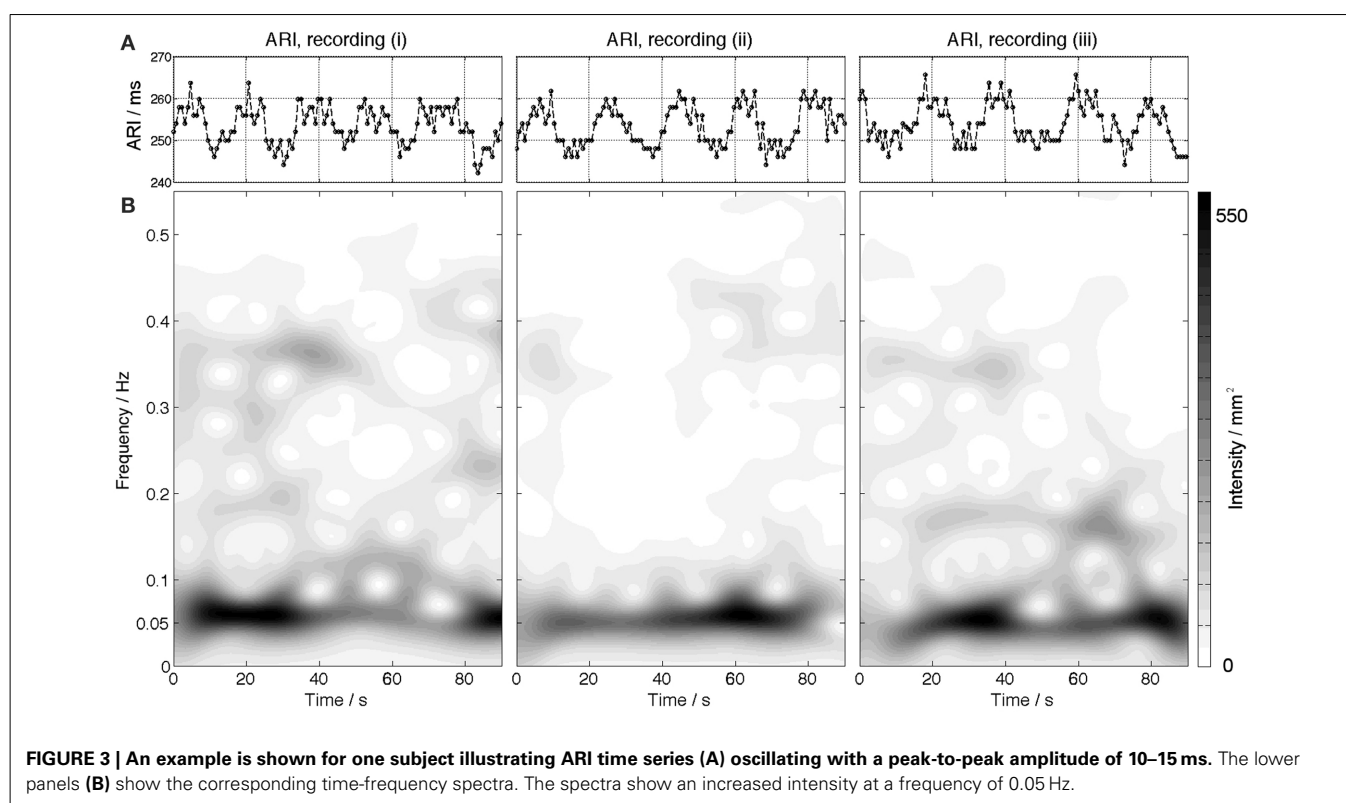 A
ARI, recording (i) ARI, recording (ii) ARI, recording (iii)
270
260
250
240
ARI / ms
B
0.5
0.4
0.3
0.2
0.1
0.05
0
Frequency / Hz
0 20 40 60 80 0 20 40 60 80 0 20 40 60 80
Time / s Time / s Time / s
550
0
Intensity / mm²
FIGURE 3 | An example is shown for one subject illustrating ARI time series (A) oscillating with a peak-to-peak amplitude of 10–15 ms. The lower
panels (B) show the corresponding time-frequency spectra. The spectra show an increased intensity at a frequency of 0.05 Hz.